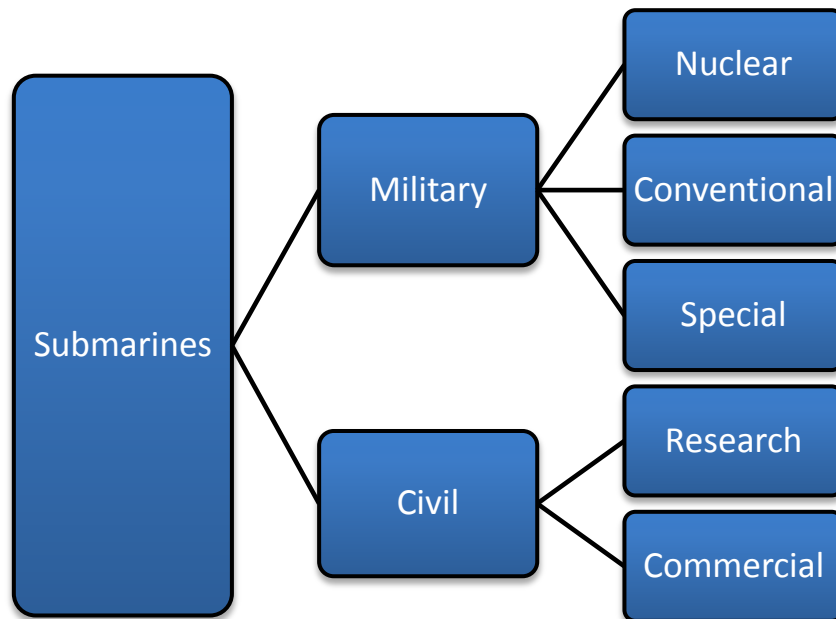 Submarines
Military
Nuclear
Conventional
Special
Civil
Research
Commercial